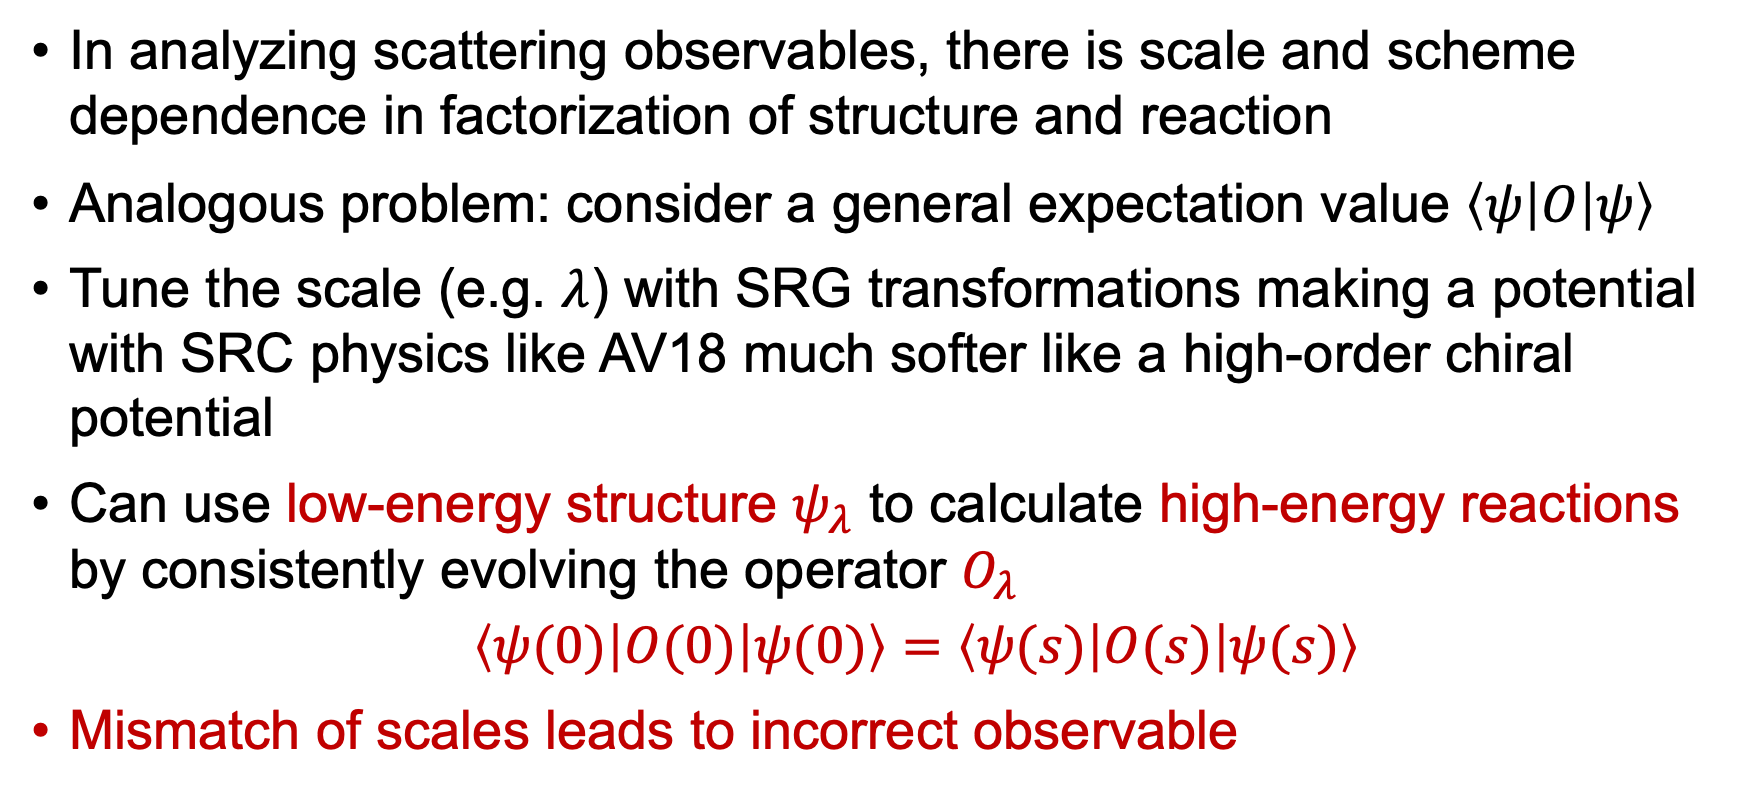 • In analyzing scattering observables, there is scale and scheme
dependence in factorization of structure and reaction
• Analogous problem: consider a general expectation value ⟨ψ|O|ψ⟩
• Tune the scale (e.g. λ) with SRG transformations making a potential
with SRC physics like AV18 much softer like a high-order chiral
potential
• Can use low-energy structure ψ_λ to calculate high-energy reactions
by consistently evolving the operator O_λ
⟨ψ(0)|O(0)|ψ(0)⟩ = ⟨ψ(s)|O(s)|ψ(s)⟩
• Mismatch of scales leads to incorrect observable